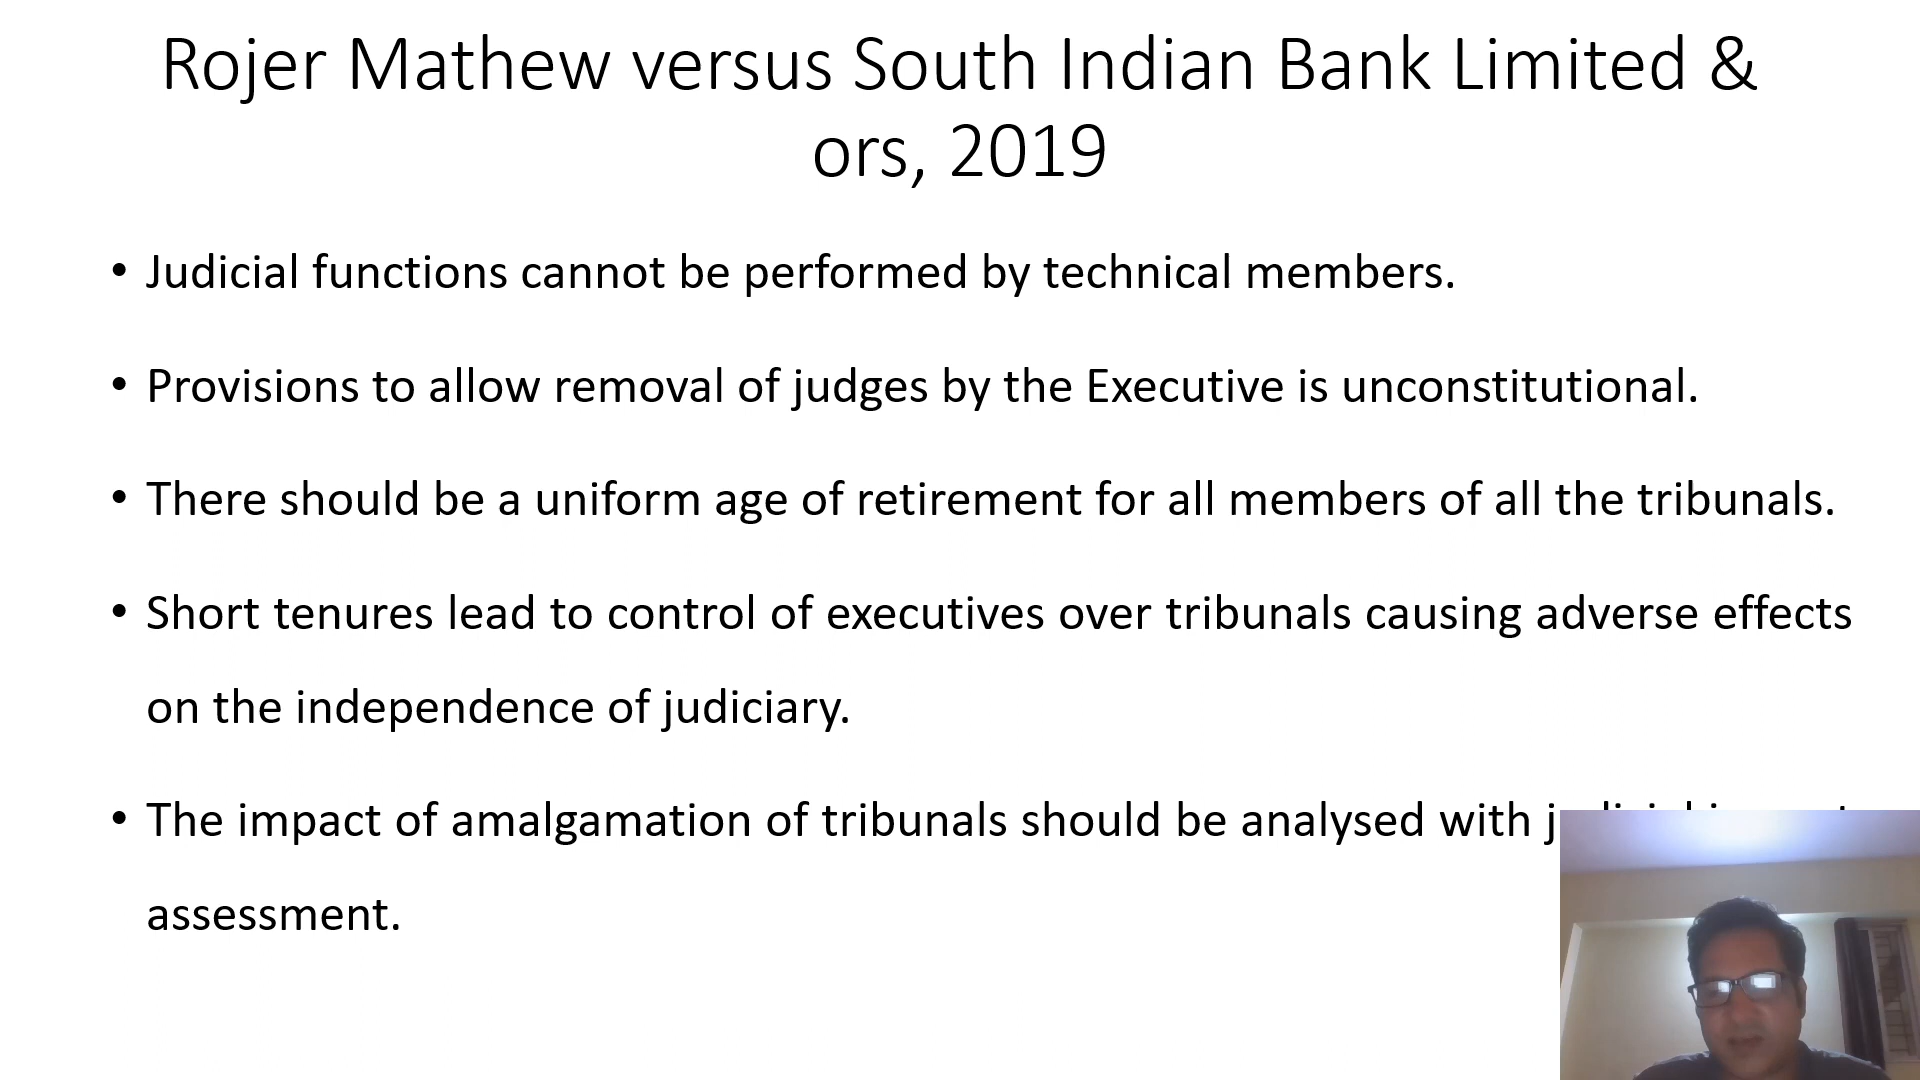 Rojer Mathew versus South Indian Bank Limited &
ors, 2019
• Judicial functions cannot be performed by technical members.
• Provisions to allow removal of judges by the Executive is unconstitutional.
• There should be a uniform age of retirement for all members of all the tribunals.
• Short tenures lead to control of executives over tribunals causing adverse effects
on the independence of judiciary.
• The impact of amalgamation of tribunals should be analysed with
assessment.